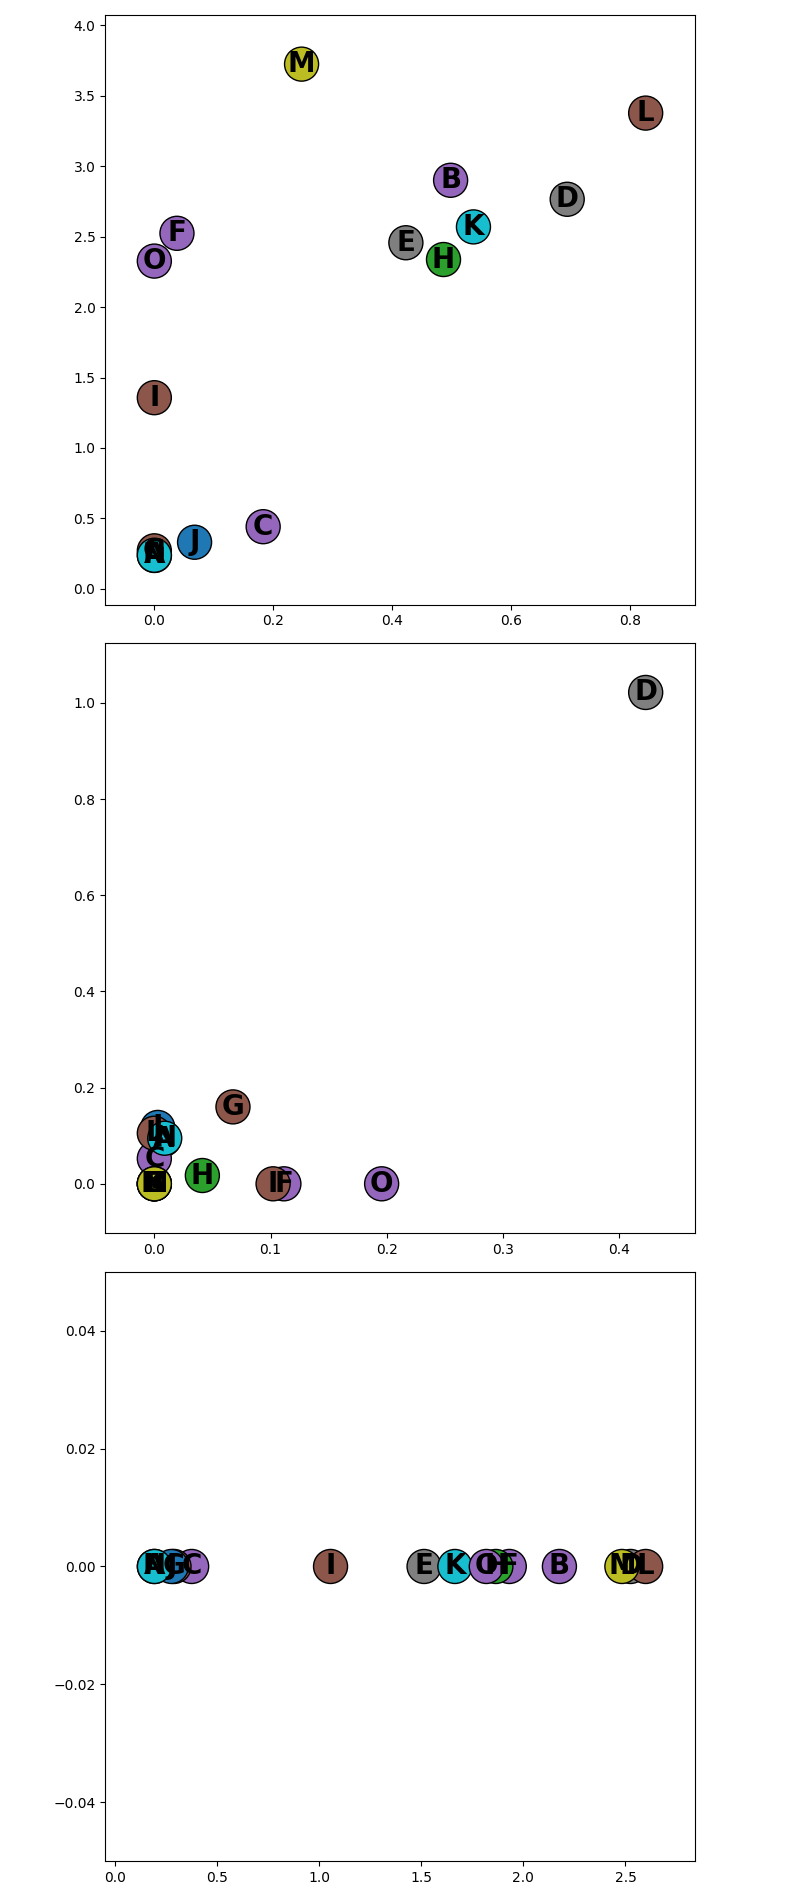 4.0
M
L
3.5
3.0
B
D
K
2.5
F
E
H
O
2.0
1.5
I
1.0
C
0.5
J
0.0
0.0 0.2 0.4 0.6 0.8
D
1.0
0.8
0.6
0.4
0.2
G
J
N
C
H
0.0
I F O
0.0 0.1 0.2 0.3 0.4
0.04
0.02
0.00
N J G C I E K O H F B M D L
−0.02
−0.04
0.0 0.5 1.0 1.5 2.0 2.5